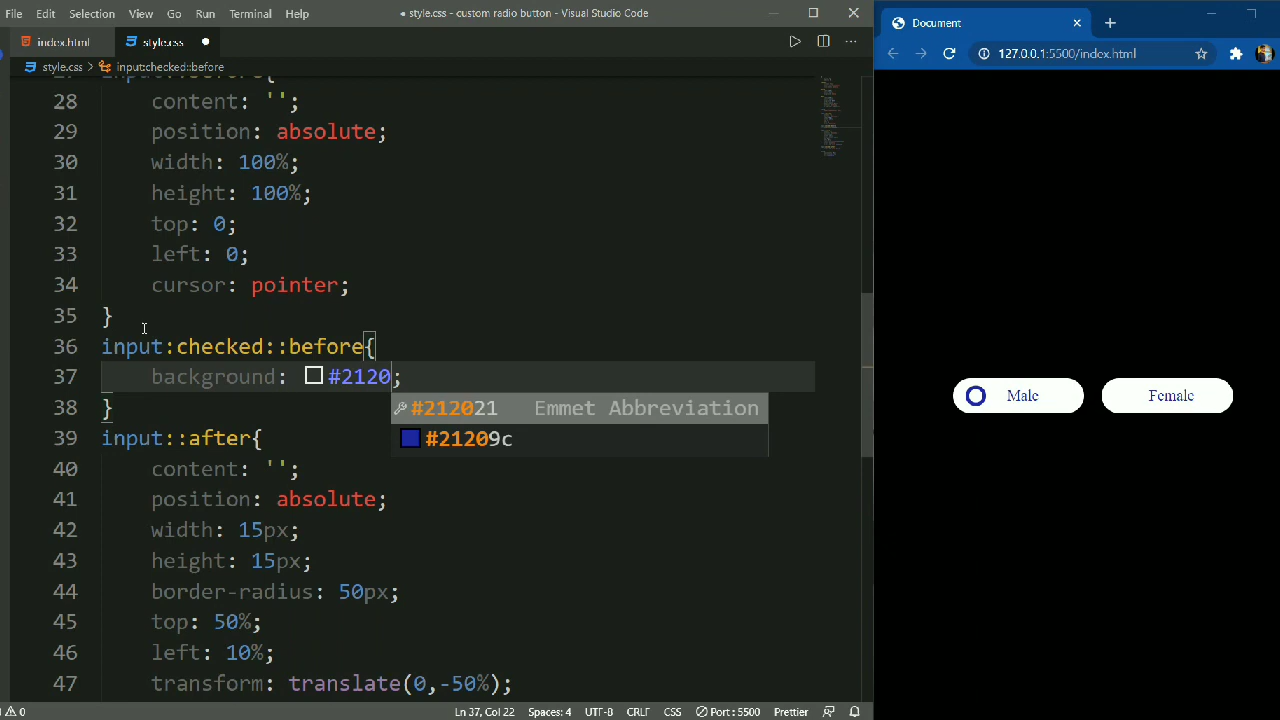 File Edit Selection View Go Run Terminal Help ● style.css - custom radio button - Visual Studio Code
index.html style.css ●
style.css > input:checked::before
27 input::before{
28 content: '';
29 position: absolute;
30 width: 100%;
31 height: 100%;
32 top: 0;
33 left: 0;
34 cursor: pointer;
35 }
36 input:checked::before{
37 background: #2120;
#212021 Emmet Abbreviation
38 }
#21209c
39 input::after{
40 content: '';
41 position: absolute;
42 width: 15px;
43 height: 15px;
44 border-radius: 50px;
45 top: 50%;
46 left: 10%;
47 transform: translate(0,-50%);
0 Ln 37, Col 22 Spaces: 4 UTF-8 CRLF CSS Port : 5500 Prettier
Document
127.0.0.1:5500/index.html
Male Female